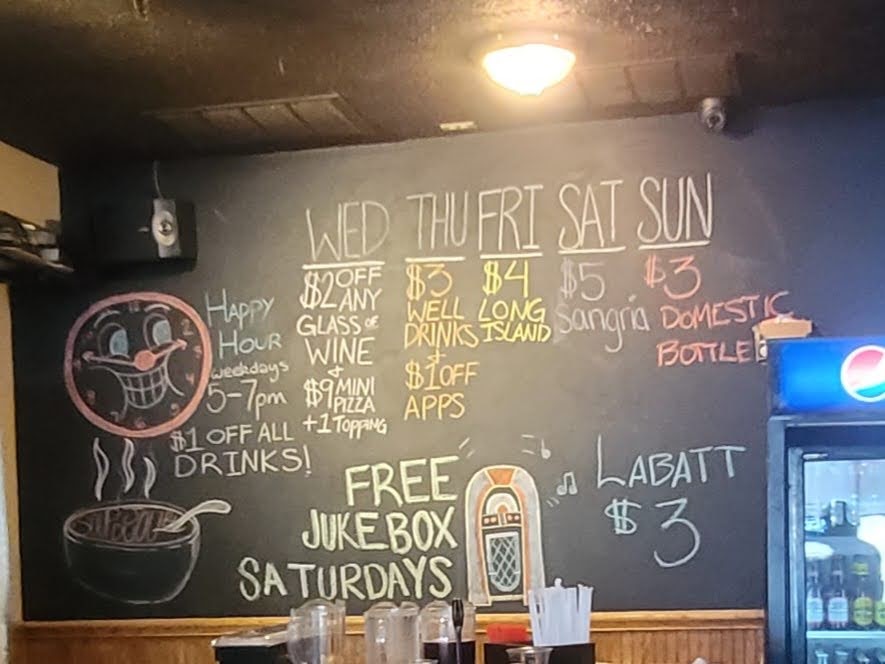 WED THU FRI SAT SUN
$2 OFF ANY
GLASS OF
WINE
+
$9 MINI PIZZA
+1 TOPPING
$3
WELL
DRINKS
+
$1 OFF
APPS
$4
LONG
ISLAND
$5
Sangria
$3
DOMESTIC
BOTTLE
HAPPY
HOUR
weekdays
5-7pm
$1 OFF ALL
DRINKS!
FREE
JUKEBOX
SATURDAYS
LABATT
$3